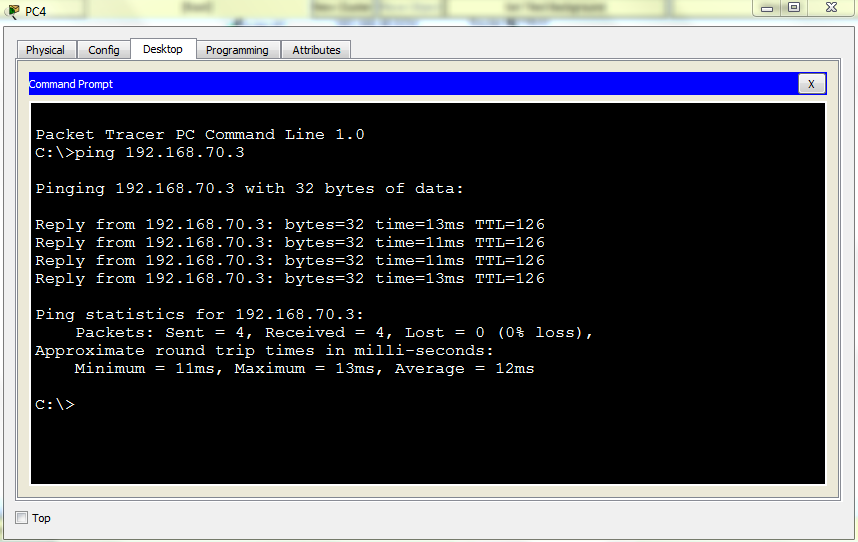 PC4
Physical Config Desktop Programming Attributes
Command Prompt X
Packet Tracer PC Command Line 1.0
C:\>ping 192.168.70.3
Pinging 192.168.70.3 with 32 bytes of data:
Reply from 192.168.70.3: bytes=32 time=13ms TTL=126
Reply from 192.168.70.3: bytes=32 time=11ms TTL=126
Reply from 192.168.70.3: bytes=32 time=11ms TTL=126
Reply from 192.168.70.3: bytes=32 time=13ms TTL=126
Ping statistics for 192.168.70.3:
Packets: Sent = 4, Received = 4, Lost = 0 (0% loss),
Approximate round trip times in milli-seconds:
Minimum = 11ms, Maximum = 13ms, Average = 12ms
C:\>
Top